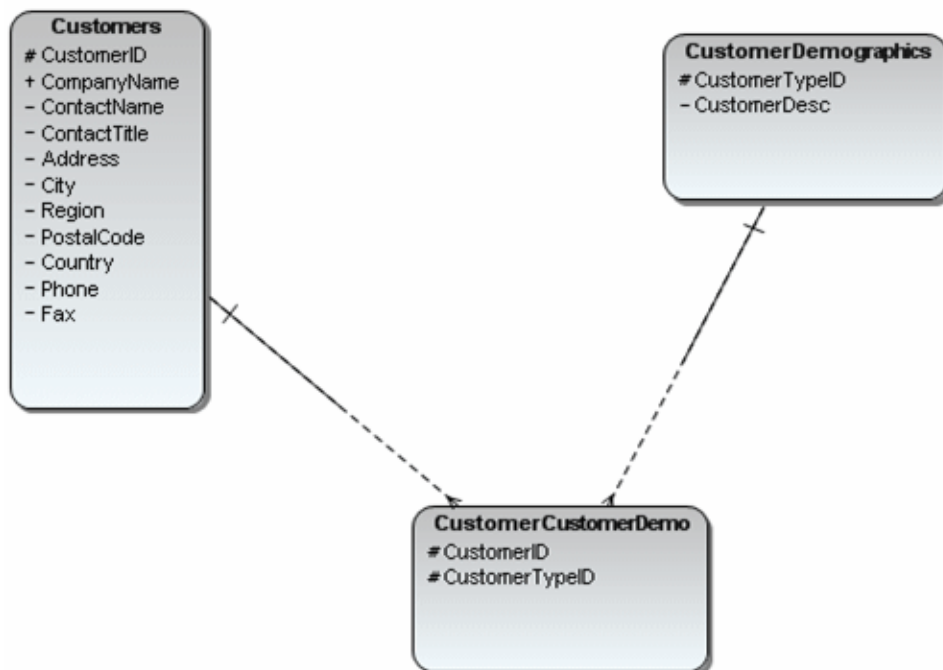 Customers
# CustomerID
+ CompanyName
- ContactName
- ContactTitle
- Address
- City
- Region
- PostalCode
- Country
- Phone
- Fax
CustomerDemographics
# CustomerTypeID
- CustomerDesc
CustomerCustomerDemo
# CustomerID
# CustomerTypeID